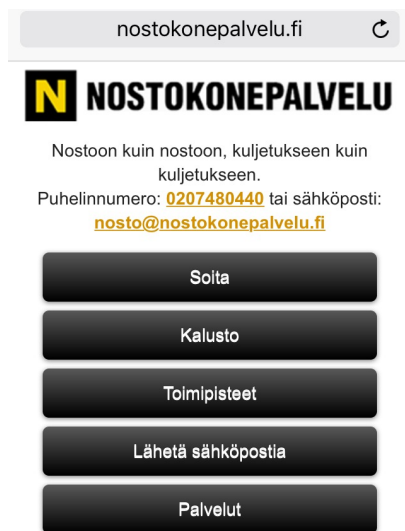 nostokonepalvelu.fi
N NOSTOKONEPALVELU
Nostoon kuin nostoon, kuljetukseen kuin
kuljetukseen.
Puhelinnumero: 0207480440 tai sähköposti:
nosto@nostokonepalvelu.fi
Soita
Kalusto
Toimipisteet
Lähetä sähköpostia
Palvelut